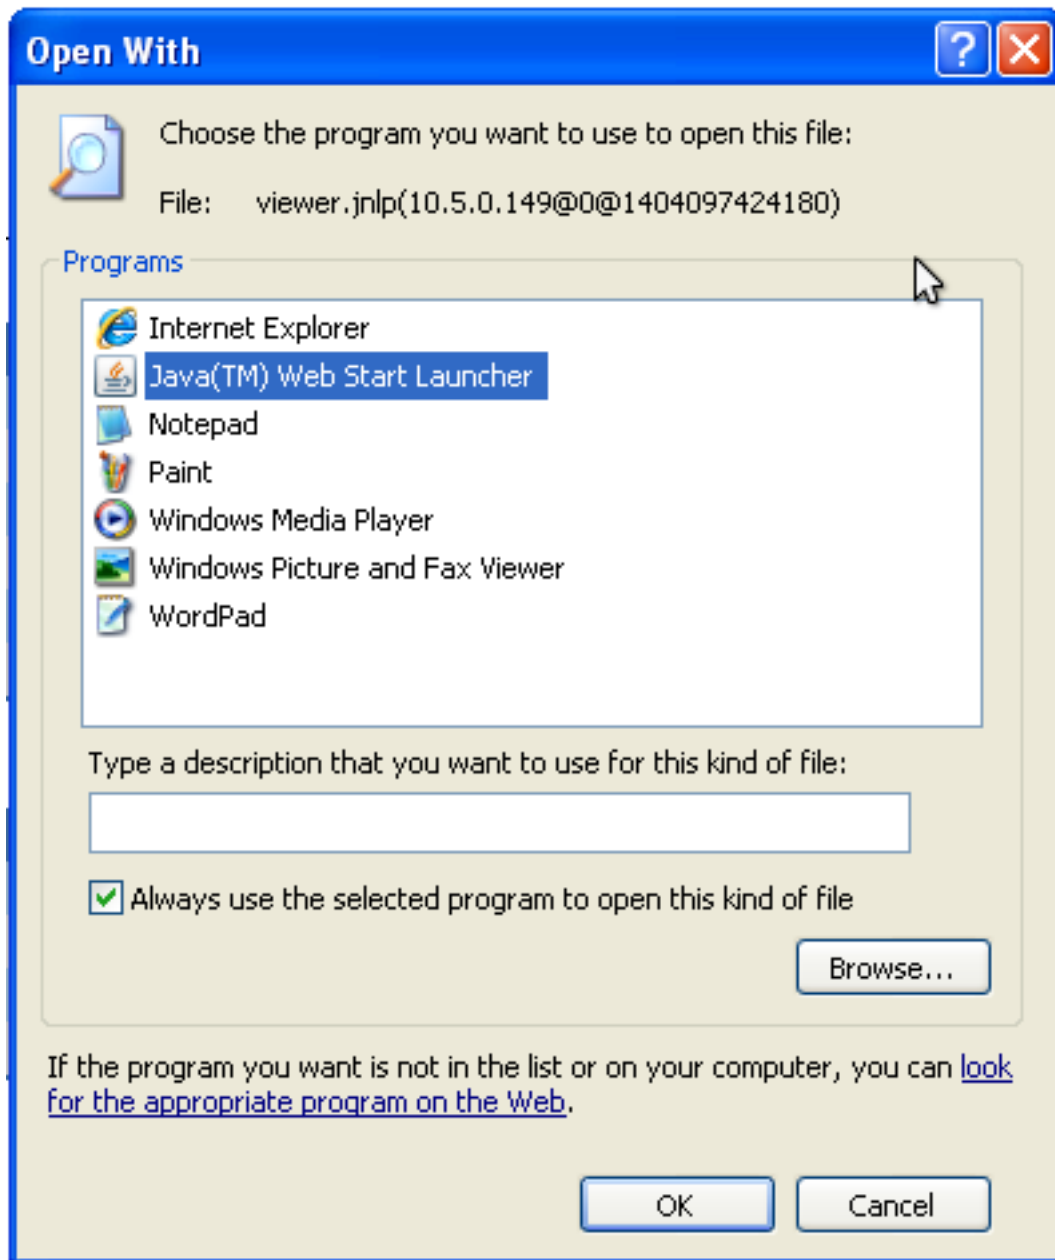 Open With
Choose the program you want to use to open this file:
File: viewer.jnlp(10.5.0.149@0@1404097424180)
Programs
Internet Explorer
Java(TM) Web Start Launcher
Notepad
Paint
Windows Media Player
Windows Picture and Fax Viewer
WordPad
Type a description that you want to use for this kind of file:
Always use the selected program to open this kind of file
Browse...
If the program you want is not in the list or on your computer, you can look
for the appropriate program on the Web.
OK Cancel